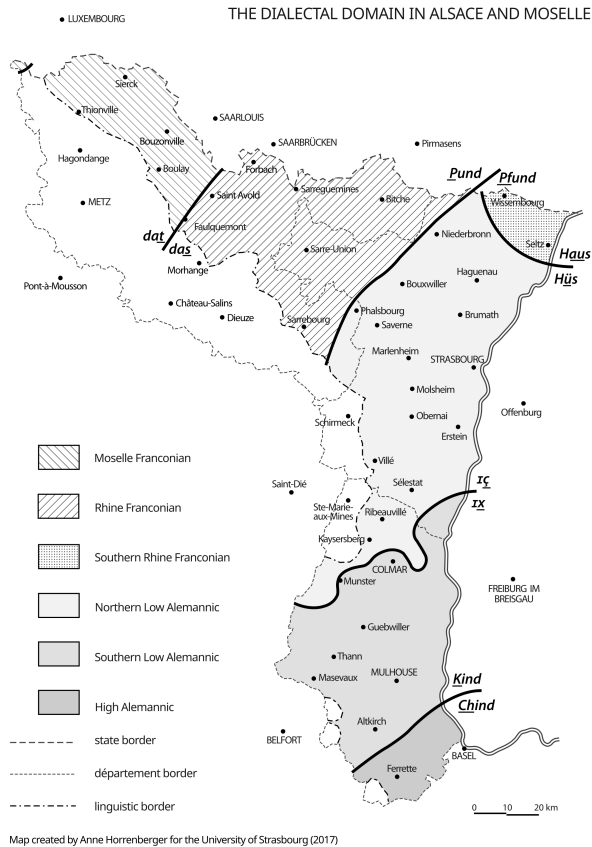 THE DIALECTAL DOMAIN IN ALSACE AND MOSELLE
LUXEMBOURG
Sierck
Thionville
SAARLOUIS
Bouzonville
SAARBRÜCKEN
Pirmasens
Hagondange
Forbach
Boulay
Pund
Pfund
Saint Avold
Sarreguemines
Bitche
METZ
Wissembourg
Faulquemont
Niederbronn
dat
das
Seltz
Sarre-Union
Haus
Morhange
Haguenau
Hüs
Pont-à-Mousson
Bouxwiller
Château-Salins
Phalsbourg
Dieuze
Sarrebourg
Brumath
Saverne
Marlenheim
STRASBOURG
Molsheim
Offenburg
Schirmeck
Obernai
Erstein
Moselle Franconian
Villé
Saint-Dié
Sélestat
ɪç
Rhine Franconian
Ste-Marie-
aux-Mines
ɪx
Ribeauvillé
Kaysersberg
Southern Rhine Franconian
COLMAR
Munster
FREIBURG IM
BREISGAU
Northern Low Alemannic
Guebwiller
Southern Low Alemannic
Thann
Masevaux
MULHOUSE
Kind
High Alemannic
Chind
Altkirch
state border
BELFORT
BASEL
département border
Ferrette
linguistic border
0 10 20 km
Map created by Anne Horrenberger for the University of Strasbourg (2017)